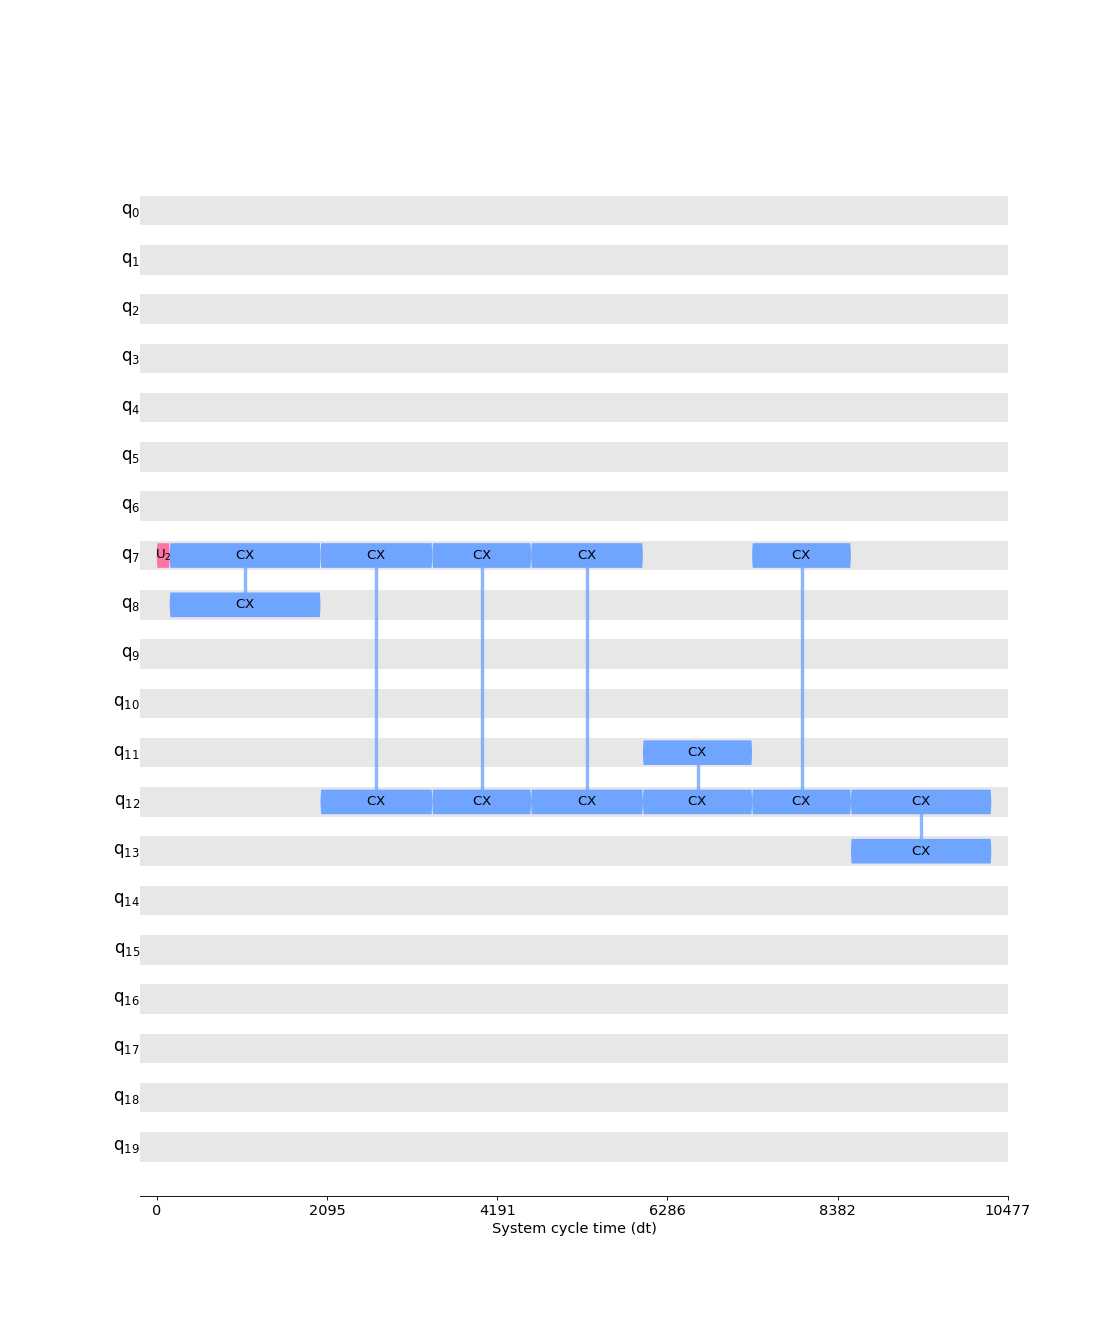 q0
q1
q2
q3
q4
q5
q6
q7 U2 CX CX CX CX CX
q8 CX
q9
q10
q11 CX
q12 CX CX CX CX CX CX
q13 CX
q14
q15
q16
q17
q18
q19
0 2095 4191 6286 8382 10477
System cycle time (dt)